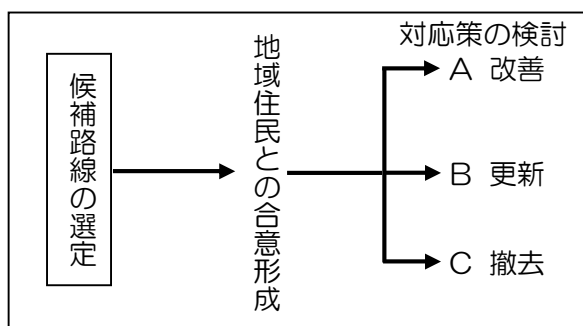 候補路線の選定
地域住民との合意形成
対応策の検討
A 改善
B 更新
C 撤去